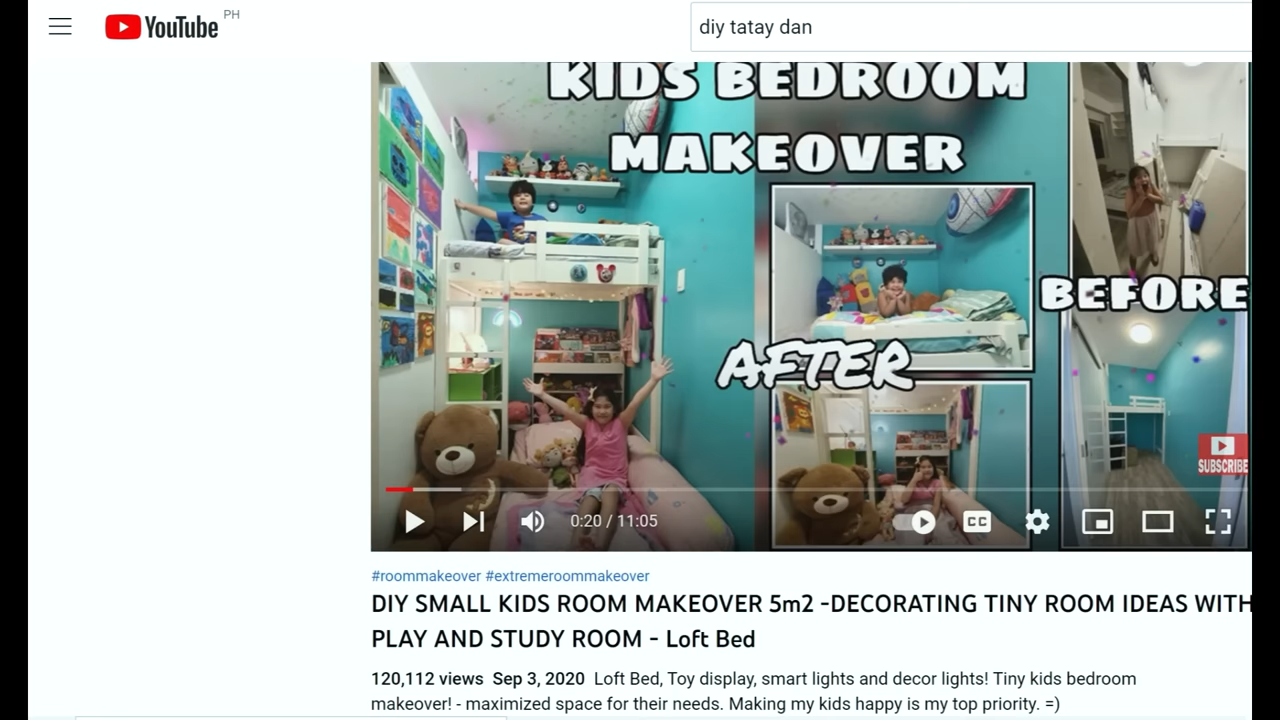 YouTube PH
diy tatay dan
KIDS BEDROOM
MAKEOVER
BEFORE
AFTER
SUBSCRIBE
0:20 / 11:05
CC
#roommakeover #extremeroommakeover
DIY SMALL KIDS ROOM MAKEOVER 5m2 -DECORATING TINY ROOM IDEAS WITH
PLAY AND STUDY ROOM - Loft Bed
120,112 views Sep 3, 2020 Loft Bed, Toy display, smart lights and decor lights! Tiny kids bedroom
makeover! - maximized space for their needs. Making my kids happy is my top priority. =)